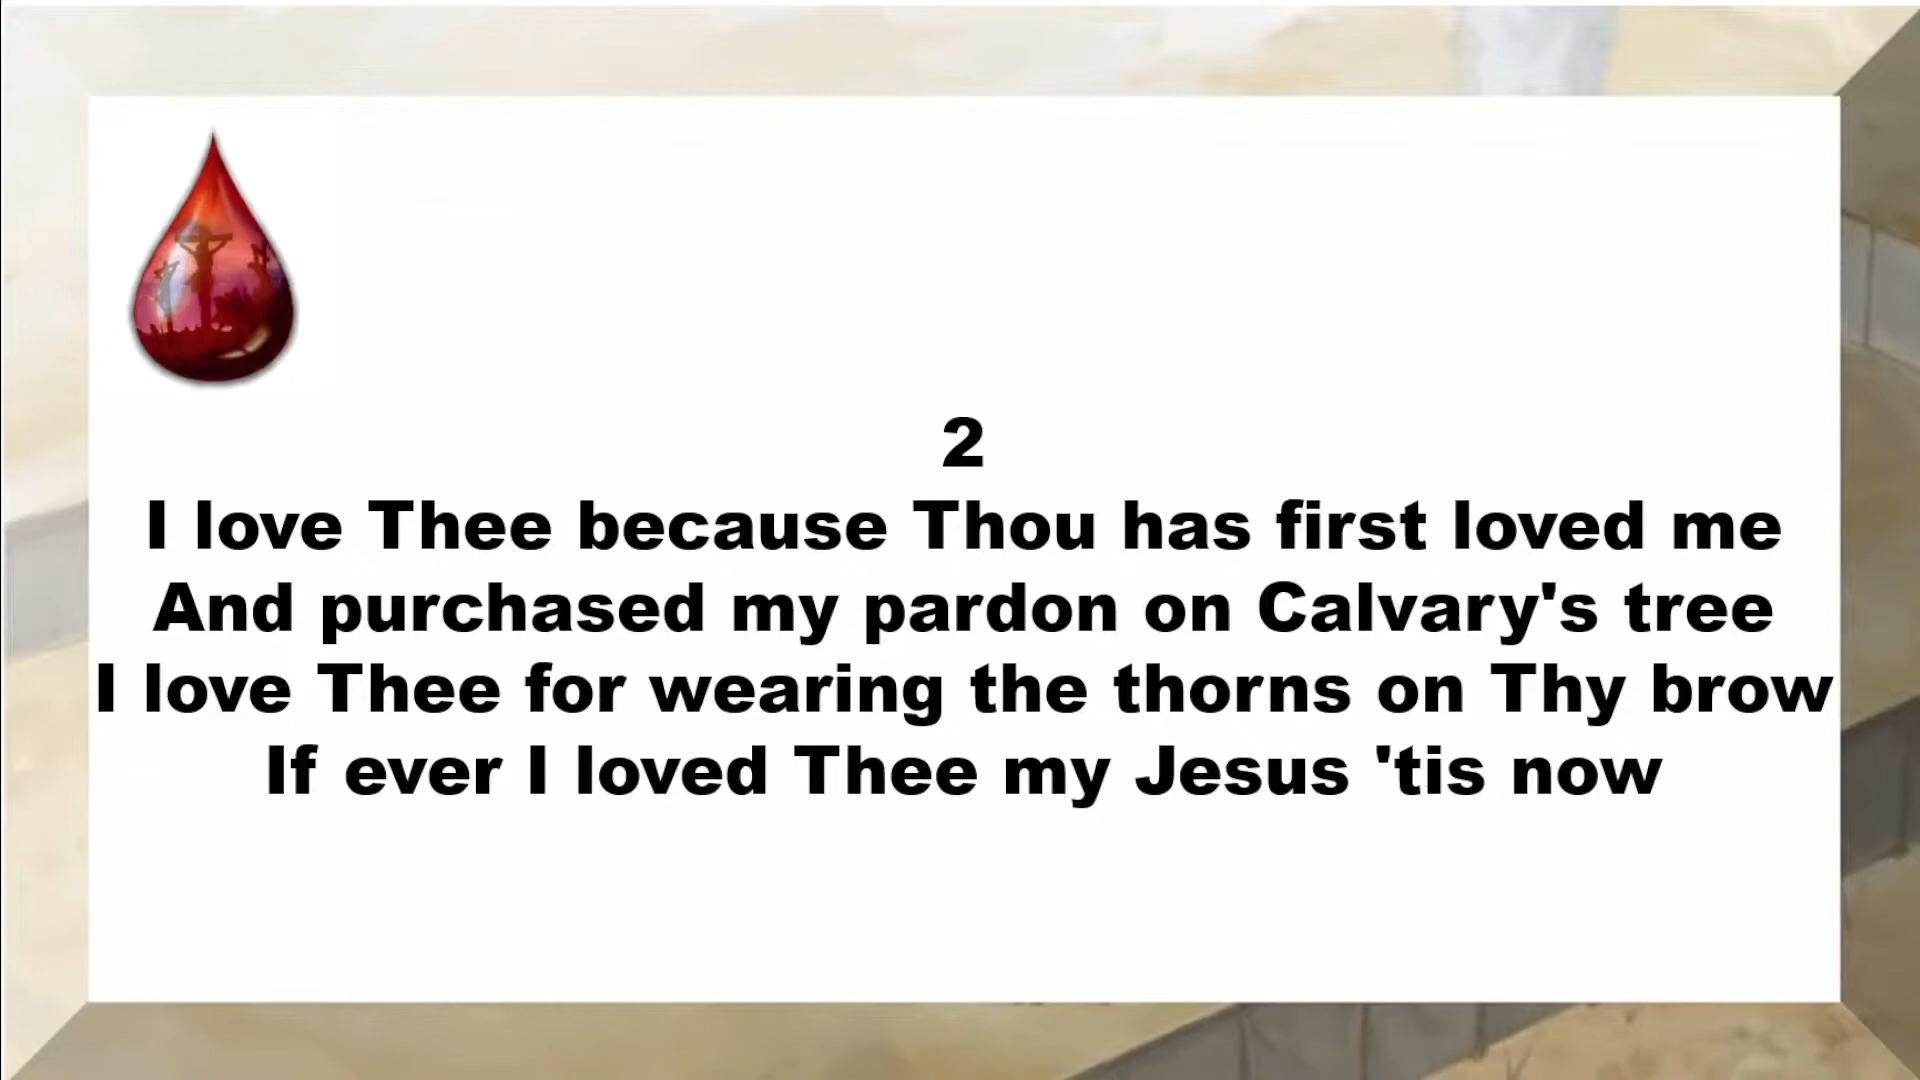 2
I love Thee because Thou has first loved me
And purchased my pardon on Calvary's tree
I love Thee for wearing the thorns on Thy brow
If ever I loved Thee my Jesus 'tis now